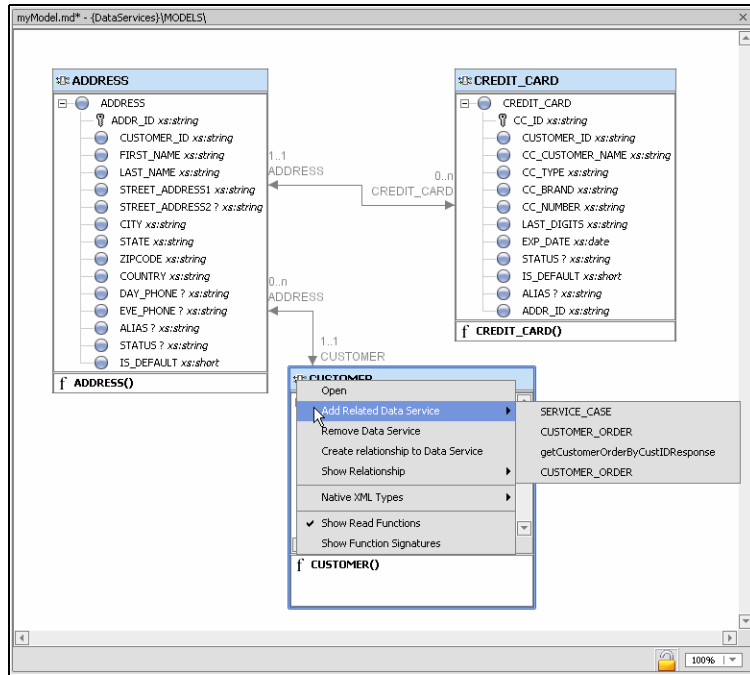 myModel.md* - {DataServices}\MODELS\
ADDRESS
ADDRESS
ADDR_ID xs:string
CUSTOMER_ID xs:string
FIRST_NAME xs:string
LAST_NAME xs:string
STREET_ADDRESS1 xs:string
STREET_ADDRESS2 ? xs:string
CITY xs:string
STATE xs:string
ZIPCODE xs:string
COUNTRY xs:string
DAY_PHONE ? xs:string
EVE_PHONE ? xs:string
ALIAS ? xs:string
STATUS ? xs:string
IS_DEFAULT xs:short
f ADDRESS()
1..1
ADDRESS
0..n
CREDIT_CARD
CREDIT_CARD
CREDIT_CARD
CC_ID xs:string
CUSTOMER_ID xs:string
CC_CUSTOMER_NAME xs:string
CC_TYPE xs:string
CC_BRAND xs:string
CC_NUMBER xs:string
LAST_DIGITS xs:string
EXP_DATE xs:date
STATUS ? xs:string
IS_DEFAULT xs:short
ALIAS ? xs:string
ADDR_ID xs:string
f CREDIT_CARD()
0..n
ADDRESS
1..1
CUSTOMER
CUSTOMER
Open
Add Related Data Service
Remove Data Service
Create relationship to Data Service
Show Relationship
Native XML Types
Show Read Functions
Show Function Signatures
SERVICE_CASE
CUSTOMER_ORDER
getCustomerOrderByCustIDResponse
CUSTOMER_ORDER
f CUSTOMER()
100%